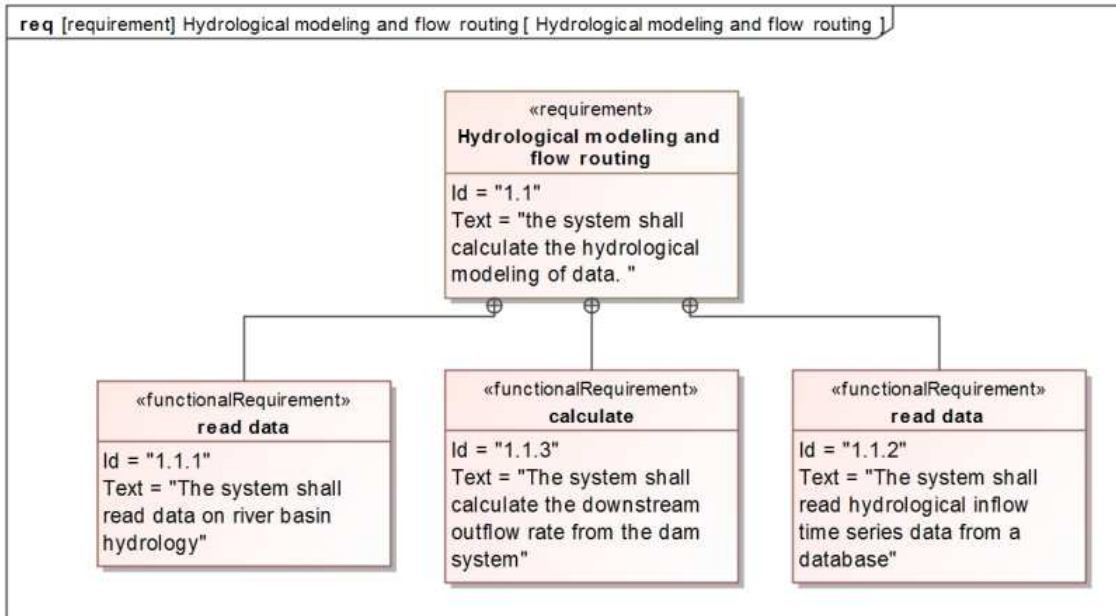 req [requirement] Hydrological modeling and flow routing [ Hydrological modeling and flow routing ]
«requirement»
Hydrological modeling and
flow routing
Id = "1.1"
Text = "the system shall
calculate the hydrological
modeling of data. "
«functionalRequirement»
read data
Id = "1.1.1"
Text = "The system shall
read data on river basin
hydrology"
«functionalRequirement»
calculate
Id = "1.1.3"
Text = "The system shall
calculate the downstream
outflow rate from the dam
system"
«functionalRequirement»
read data
Id = "1.1.2"
Text = "The system shall
read hydrological inflow
time series data from a
database"